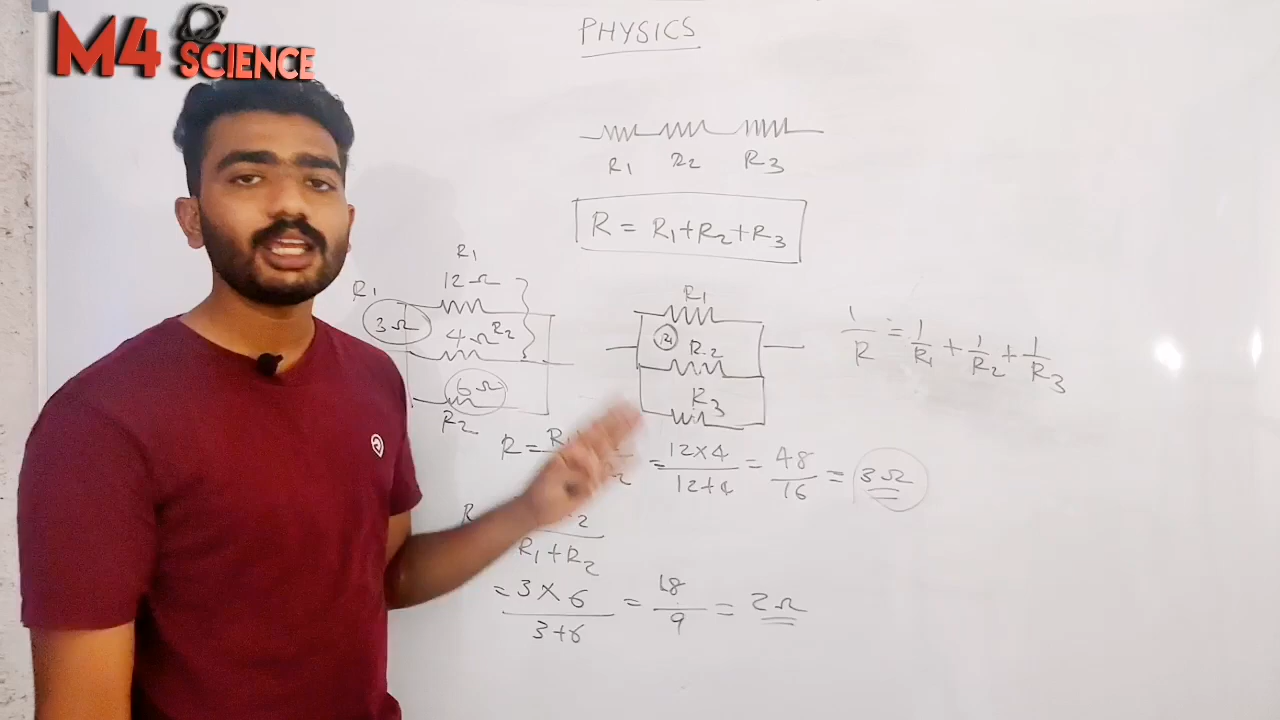 M4 SCIENCE
PHYSICS
R1 R2 R3
R = R1+R2+R3
R1
12Ω
R1
3Ω
4Ω R2
6Ω
R2
R1
R2
R3
1/R = 1/R1 + 1/R2 + 1/R3
R = = 12×4/12+4 = 48/16 = 3Ω
R
R1+R2
= 3×6/3+6 = 18/9 = 2Ω